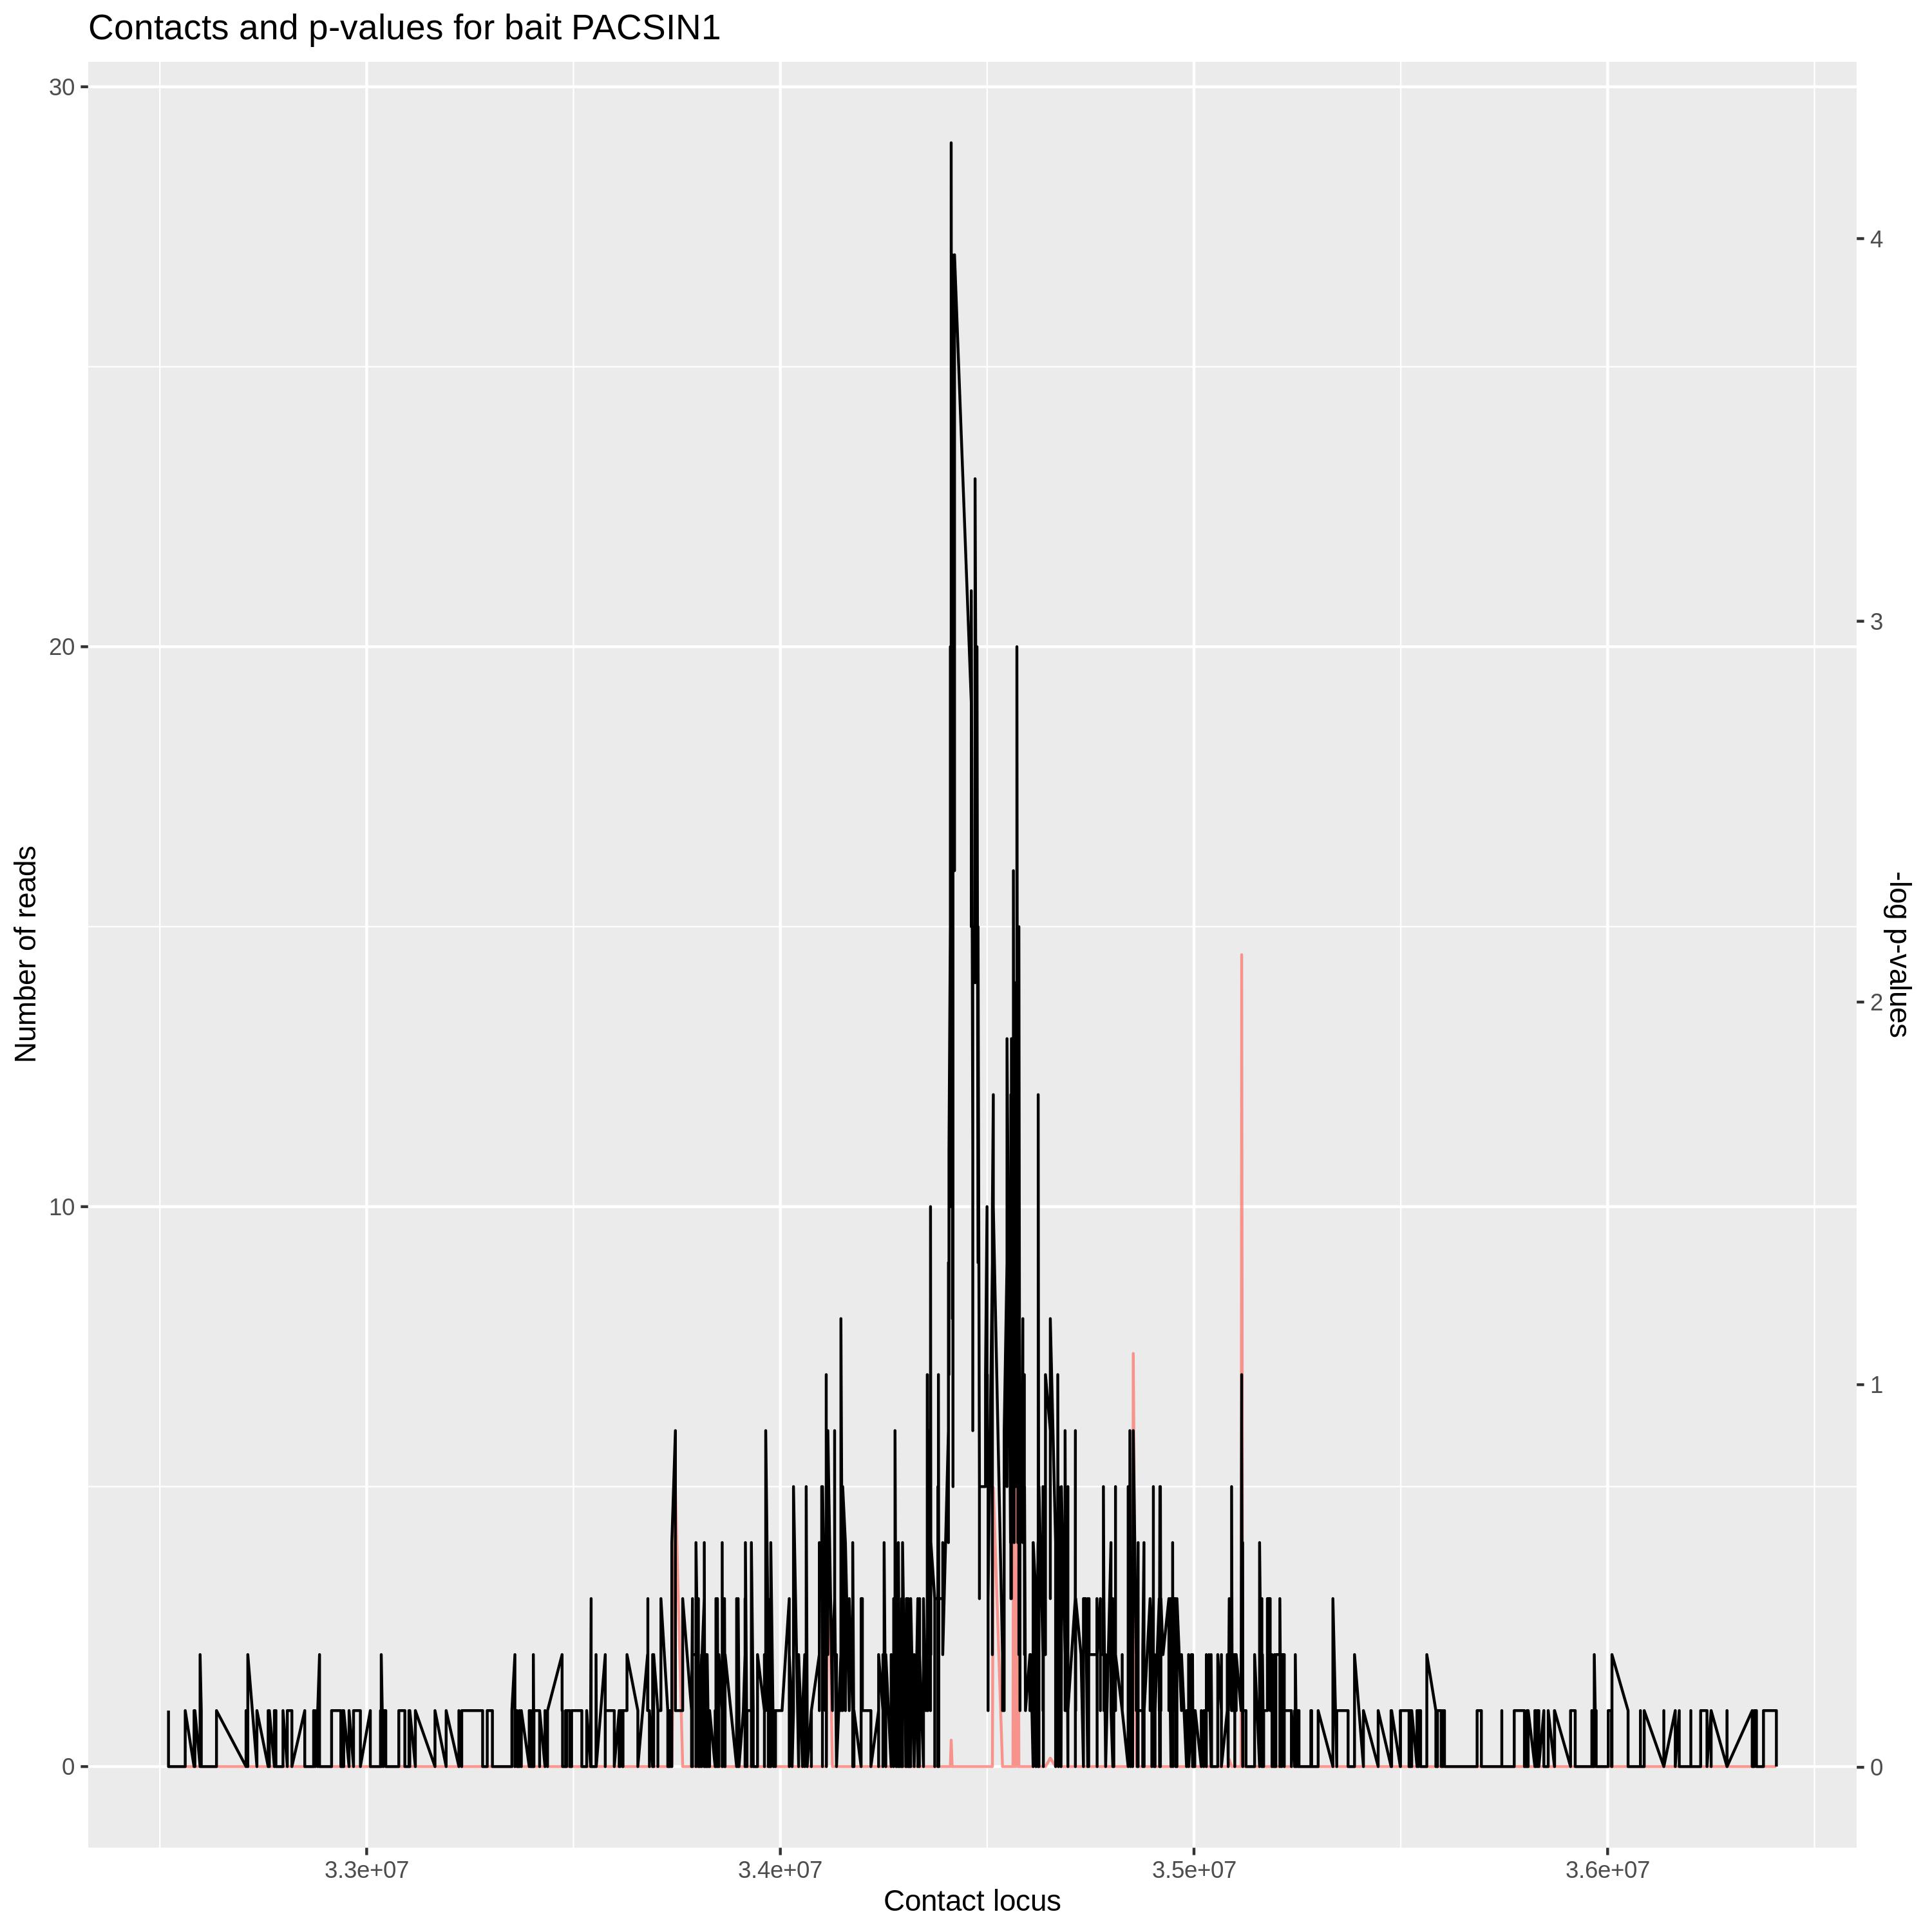 Contacts and p-values for bait PACSIN1
30
20
10
0
Number of reads
4
3
2
1
0
-log p-values
3.3e+07
3.4e+07
3.5e+07
3.6e+07
Contact locus